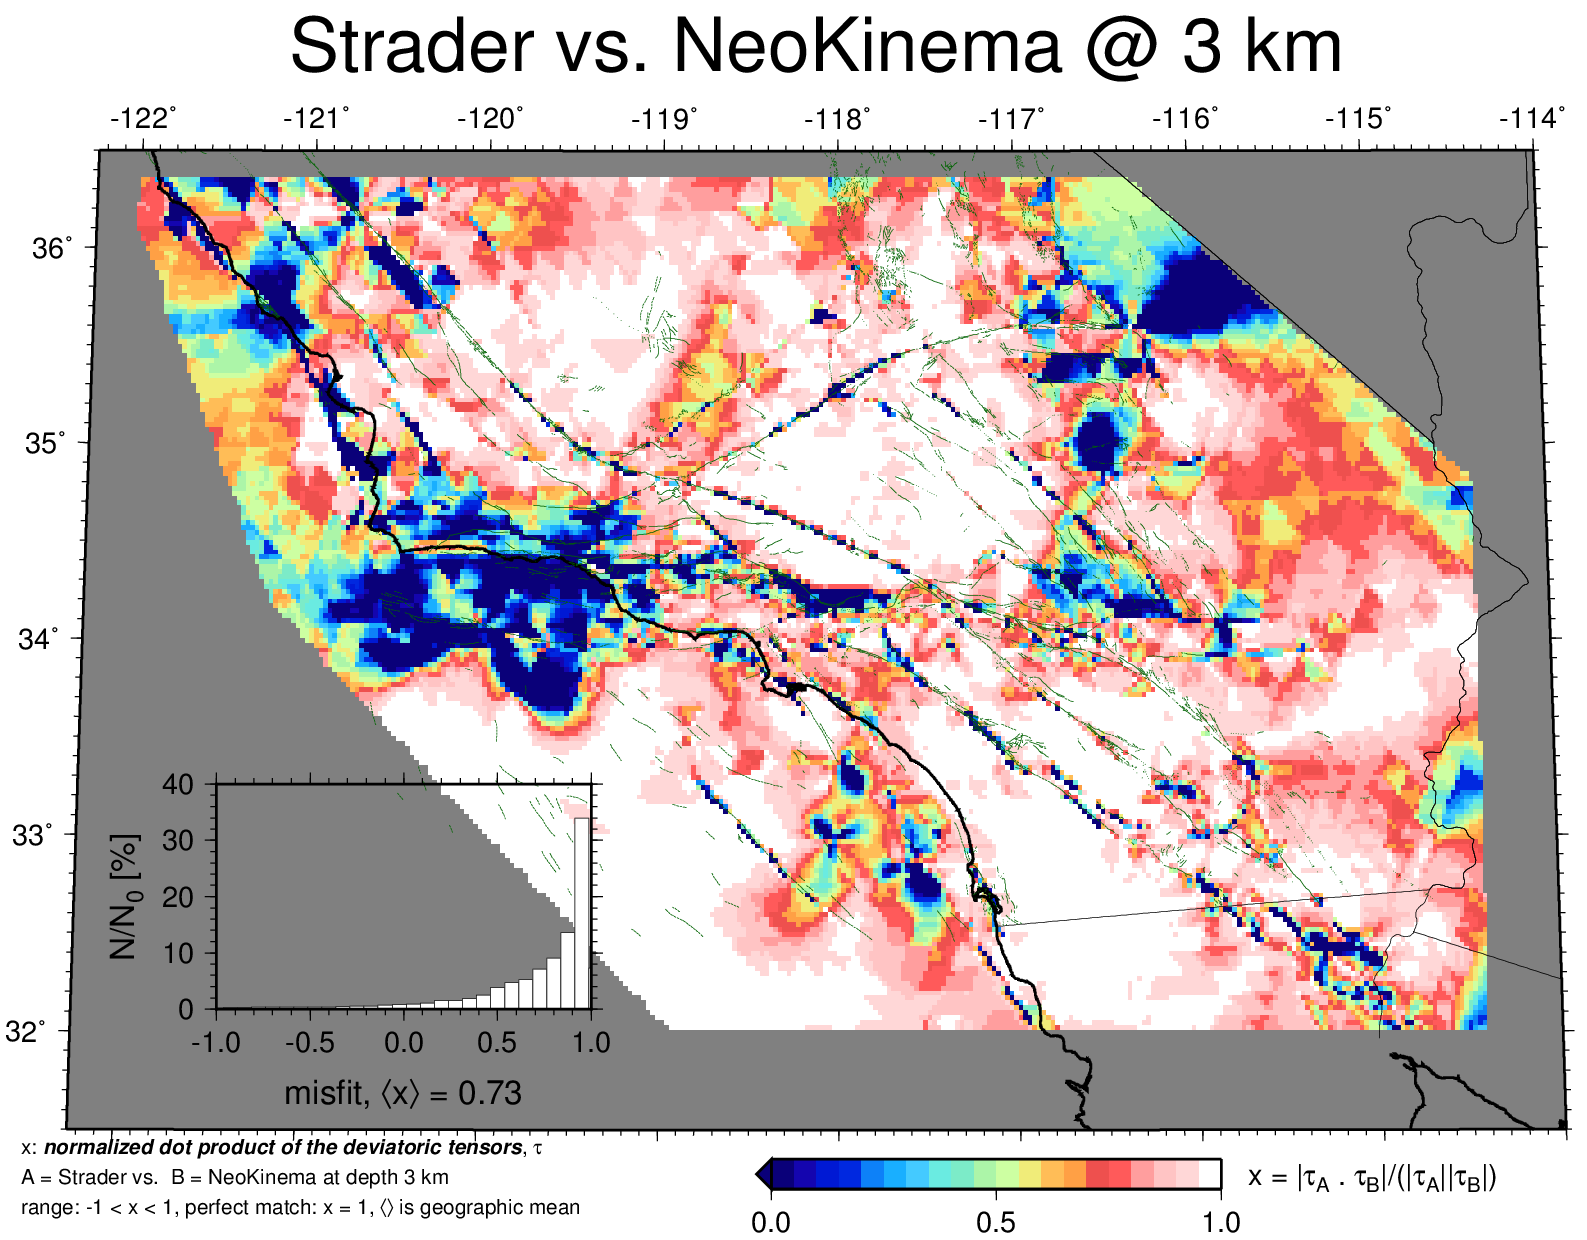 Strader vs. NeoKinema @ 3 km
-122˚ -121˚ -120˚ -119˚ -118˚ -117˚ -116˚ -115˚ -114˚
36˚
35˚
34˚
33˚
32˚
40
30
20
10
0
N/N0 [%]
-1.0 -0.5 0.0 0.5 1.0
misfit, ⟨x⟩ = 0.73
x: normalized dot product of the deviatoric tensors, τ
A = Strader vs. B = NeoKinema at depth 3 km
range: -1 < x < 1, perfect match: x = 1, ⟨⟩ is geographic mean
x = |τA . τB|/(|τA||τB|)
0.0 0.5 1.0